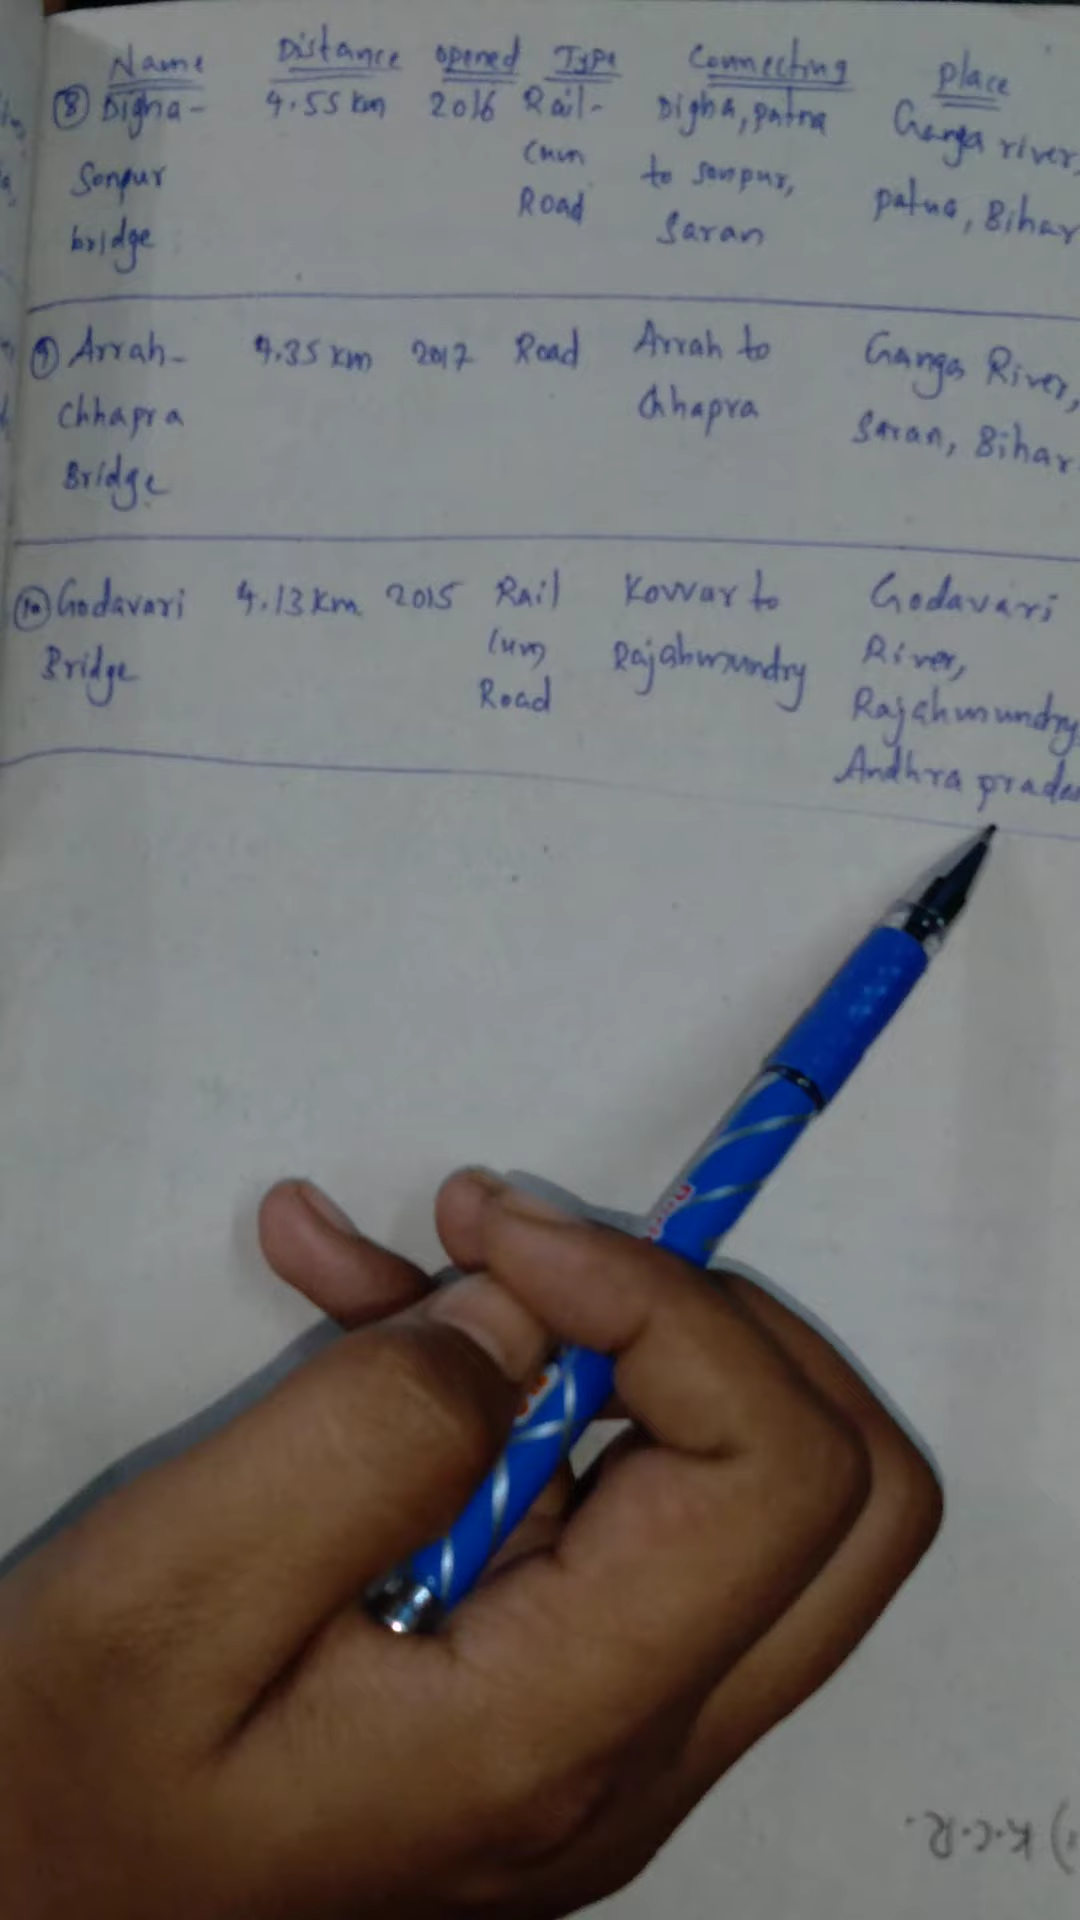 Name Distance opened Type Connecting place
⑧ Digha- 4.55 km 2016 Rail- Digha, patna Ganga river,
Sonpur cum to sonpur, patna, Bihar
bridge Road Saran
⑨ Arrah- 4.35 km 2017 Road Arrah to Ganga River,
Chhapra Chhapra Saran, Bihar
Bridge
⑩ Godavari 4.13 km 2015 Rail Kovvar to Godavari
Bridge cum Rajahmundry River,
Road Rajahmundry
Andhra prades
1) K.C.R.